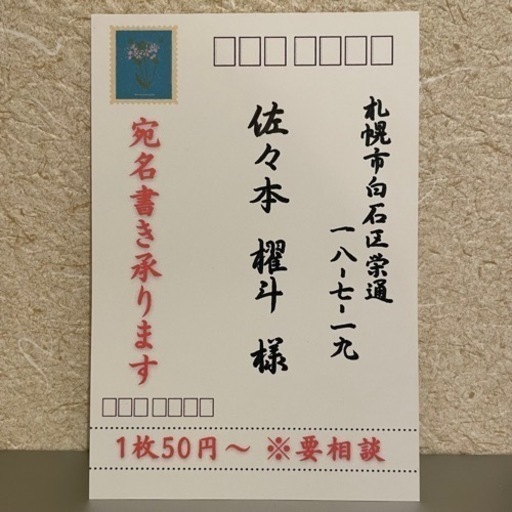 札幌市白石区栄通
一八-七-一九
佐々本 櫂斗 様
宛名書き承ります
1枚50円〜 ※要相談